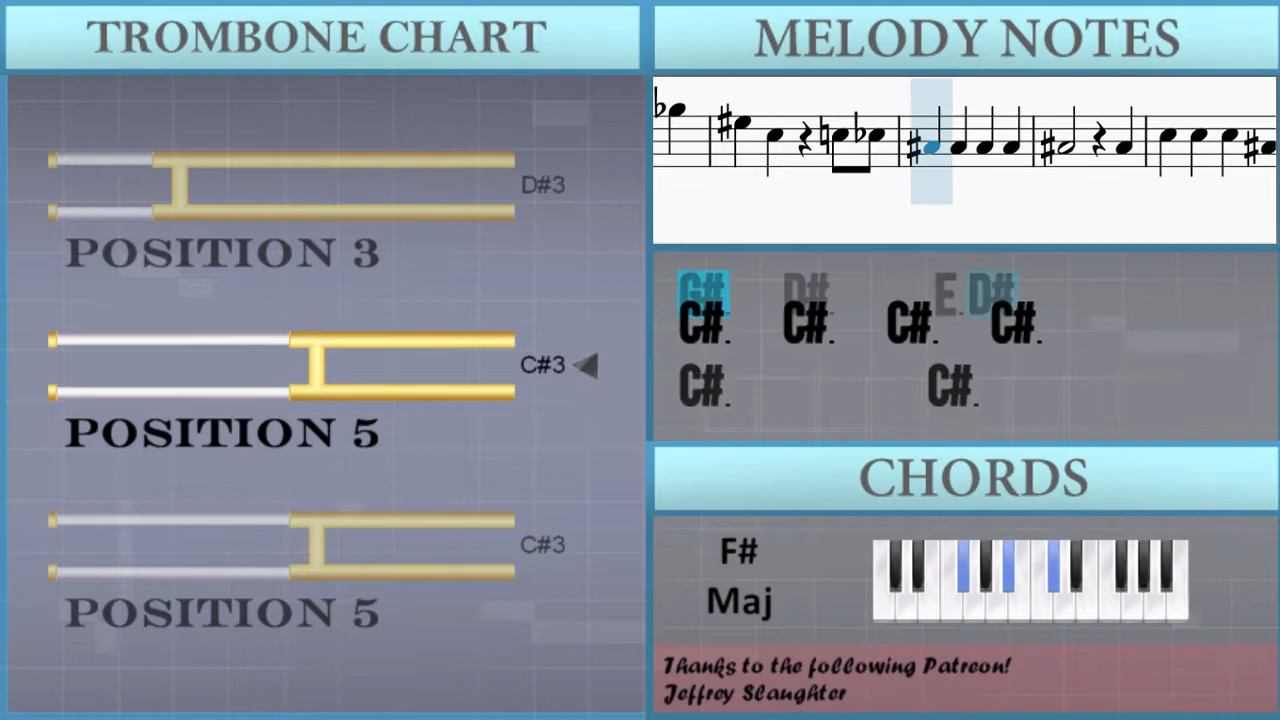 TROMBONE CHART
D#3
POSITION 3
C#3
POSITION 5
C#3
POSITION 5
MELODY NOTES
G#. D#. E. D#.
C#. C#. C#. C#.
C#. C#.
CHORDS
F#
Maj
Thanks to the following Patreon!
Jeffrey Slaughter